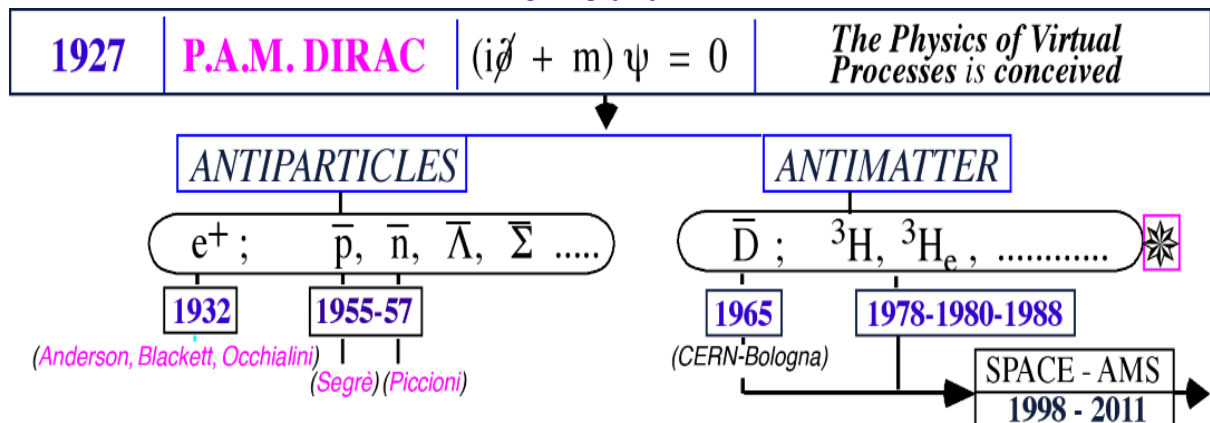 1927 P.A.M. DIRAC (i∂̸ + m) ψ = 0 The Physics of Virtual
Processes is conceived
ANTIPARTICLES ANTIMATTER
e⁺ ; p̅, n̅, Λ̅, Σ̅ ..... D̅ ; ³H, ³Hₑ , ............
1932 1955-57 1965 1978-1980-1988
(Anderson, Blackett, Occhialini) (CERN-Bologna)
(Segrè) (Piccioni) SPACE - AMS
1998 - 2011